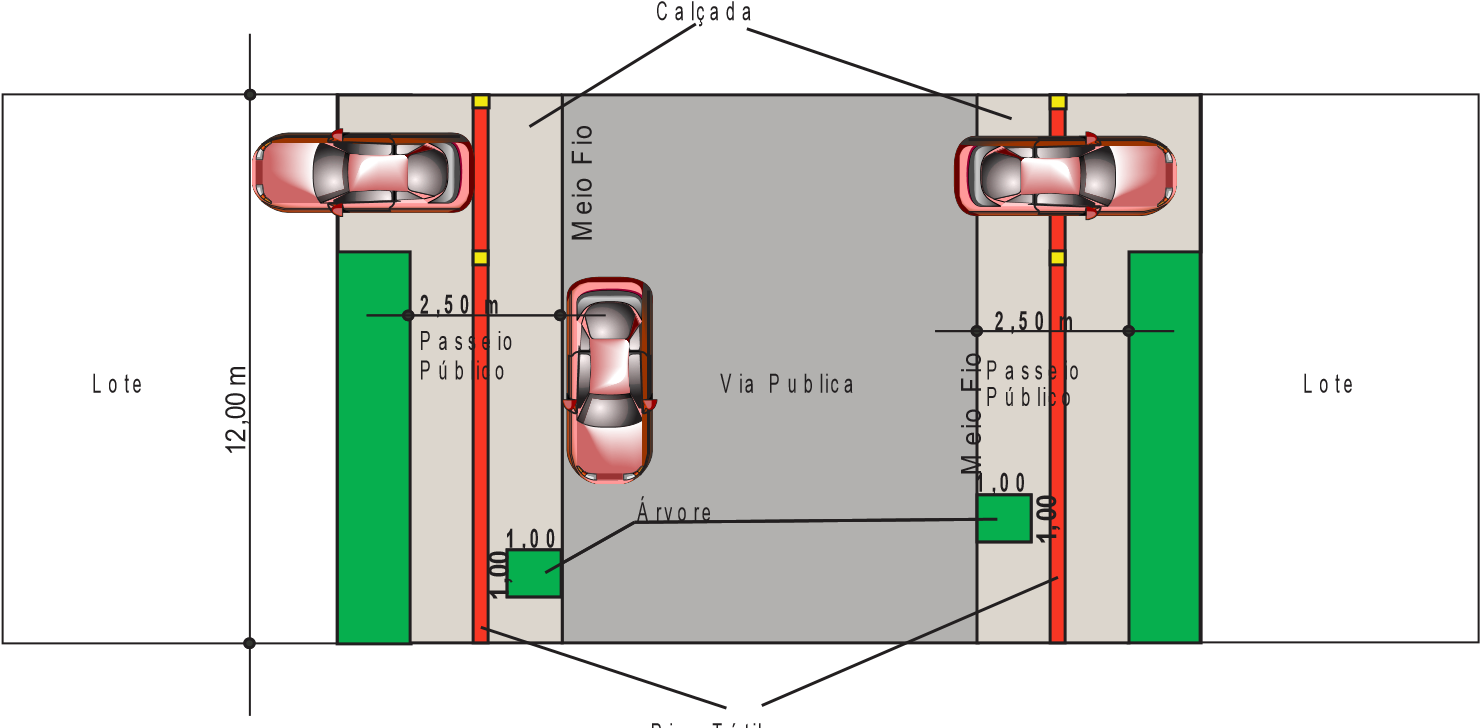 Calçada
Meio Fio
2,50 m
Passeio
Público
2,50 m
Passeio
Público
Meio Fio
Lote
12,00 m
Via Publica
Lote
1,00
1,00
Árvore
1,00
1,00